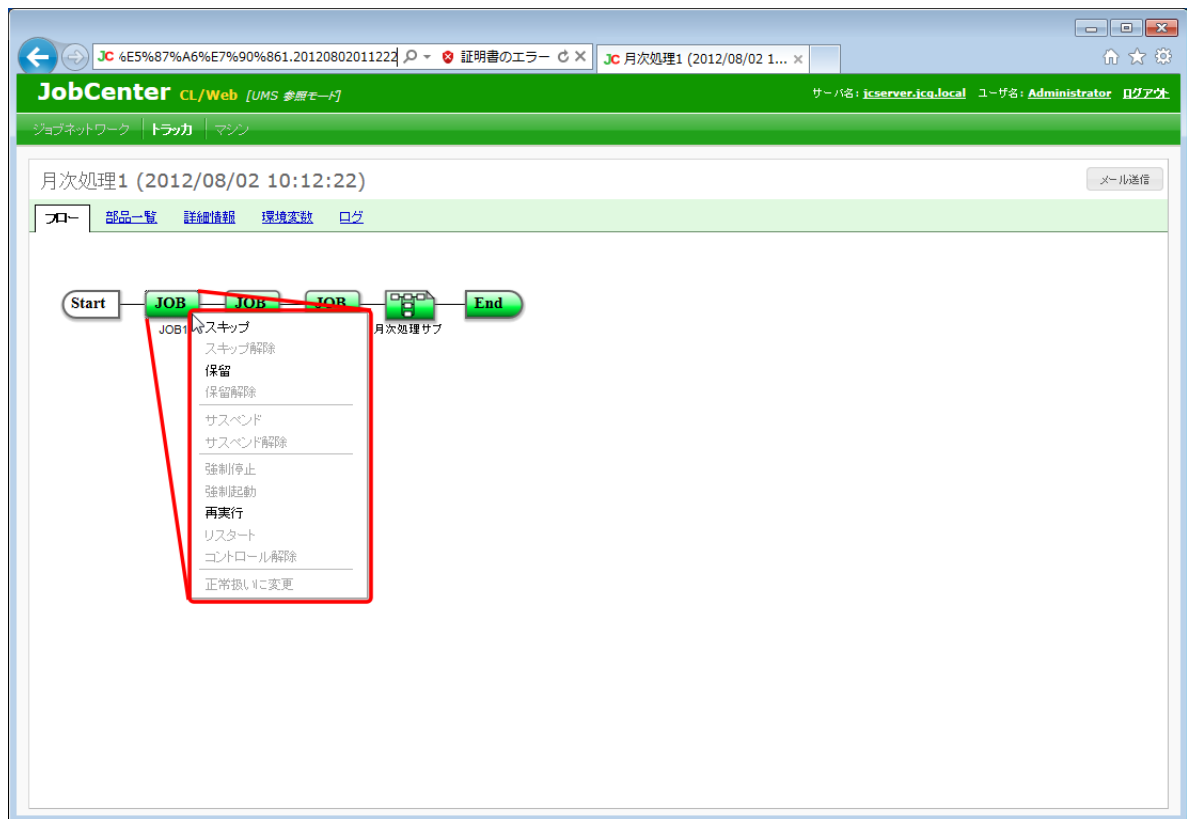 JC %E5%87%A6%E7%90%861.20120802011222 証明書のエラー JC 月次処理1 (2012/08/02 1...
JobCenter CL/Web [UMS 参照モード] サーバ名: jcserver.jcq.local ユーザ名: Administrator ログアウト
ジョブネットワーク トラッカ マシン
月次処理1 (2012/08/02 10:12:22) メール送信
フロー 部品一覧 詳細情報 環境変数 ログ
Start JOB JOB JOB End
JOB1 月次処理サブ
スキップ
スキップ解除
保留
保留解除
サスペンド
サスペンド解除
強制停止
強制起動
再実行
リスタート
コントロール解除
正常扱いに変更